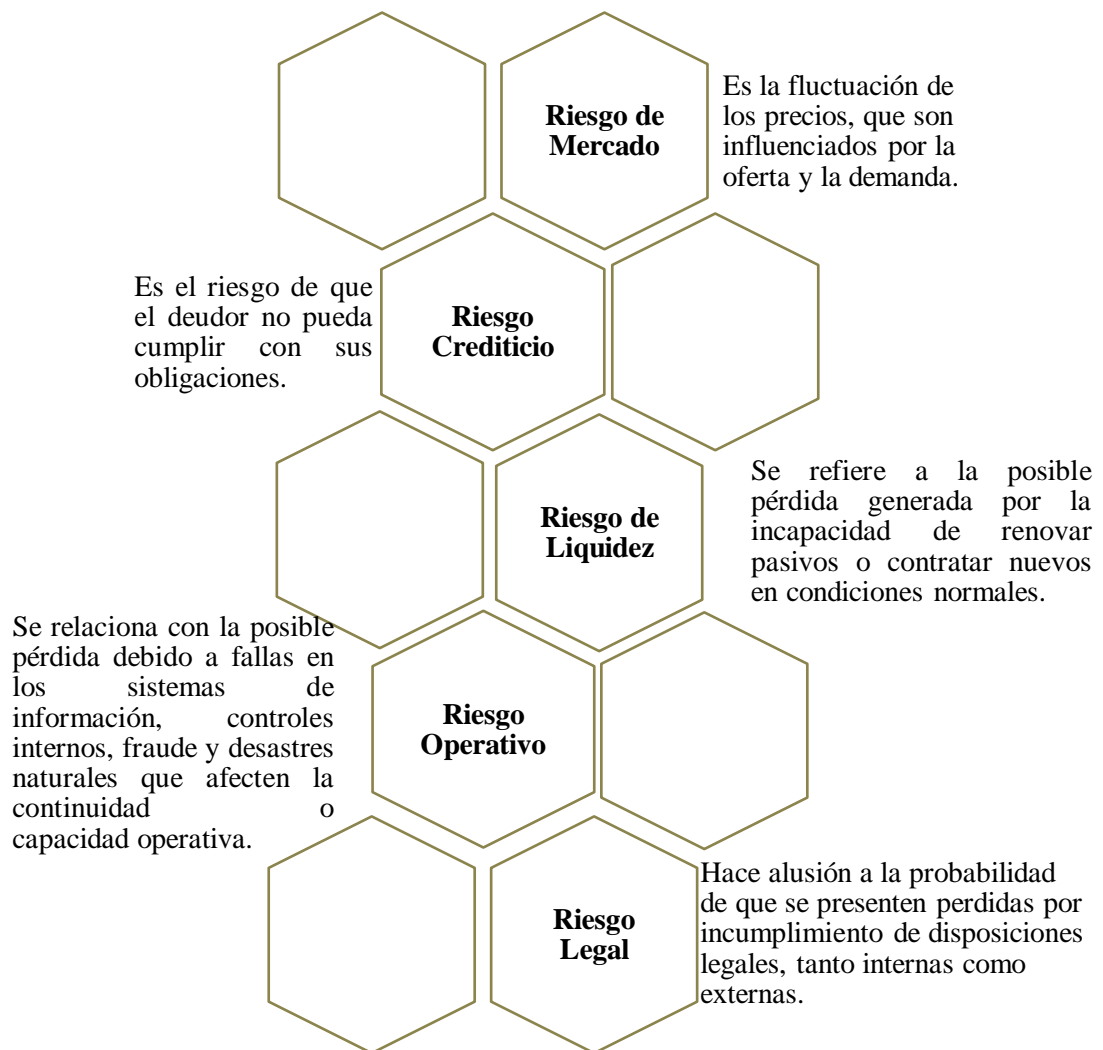 Riesgo de
Mercado
Es la fluctuación de
los precios, que son
influenciados por la
oferta y la demanda.
Es el riesgo de que
el deudor no pueda
cumplir con sus
obligaciones.
Riesgo
Crediticio
Riesgo de
Liquidez
Se refiere a la posible
pérdida generada por la
incapacidad de renovar
pasivos o contratar nuevos
en condiciones normales.
Se relaciona con la posible
pérdida debido a fallas en
los sistemas de
información, controles
internos, fraude y desastres
naturales que afecten la
continuidad o
capacidad operativa.
Riesgo
Operativo
Riesgo
Legal
Hace alusión a la probabilidad
de que se presenten perdidas por
incumplimiento de disposiciones
legales, tanto internas como
externas.